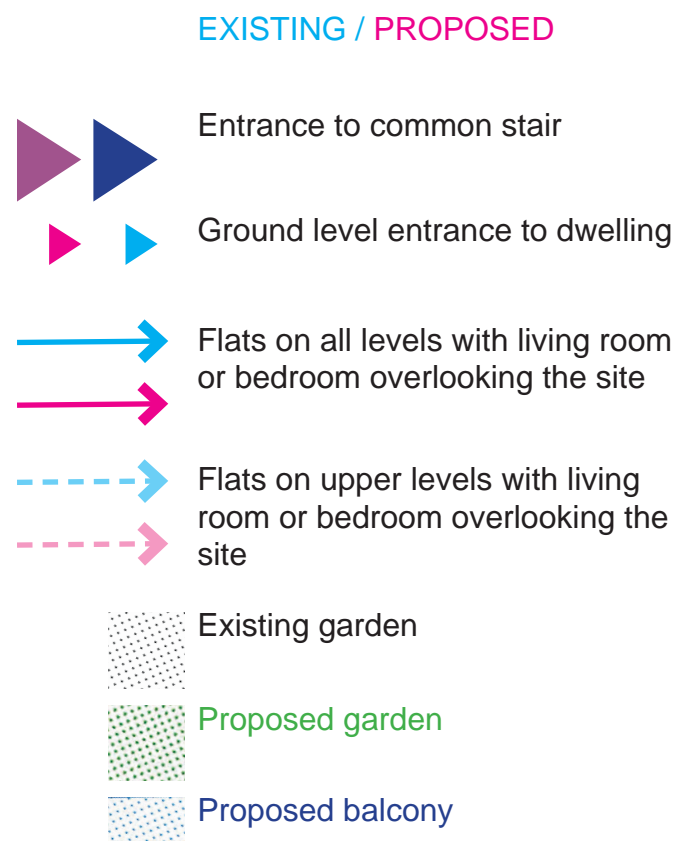 EXISTING / PROPOSED
Entrance to common stair
Ground level entrance to dwelling
Flats on all levels with living room
or bedroom overlooking the site
Flats on upper levels with living
room or bedroom overlooking the
site
Existing garden
Proposed garden
Proposed balcony